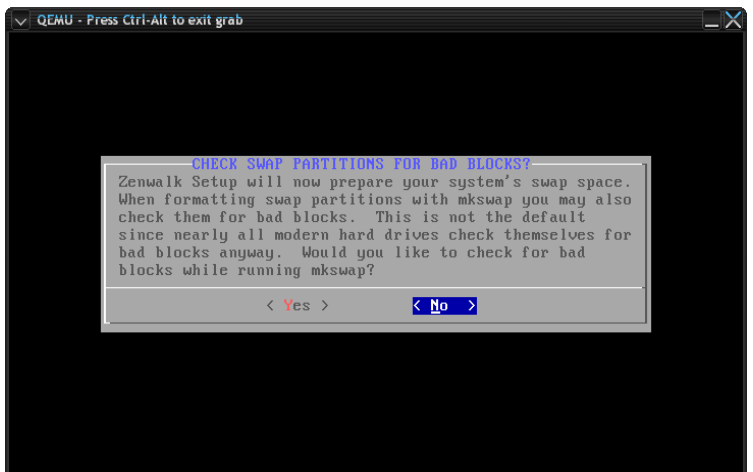 QEMU - Press Ctrl-Alt to exit grab
CHECK SWAP PARTITIONS FOR BAD BLOCKS?
Zenwalk Setup will now prepare your system's swap space.
When formatting swap partitions with mkswap you may also
check them for bad blocks.  This is not the default
since nearly all modern hard drives check themselves for
bad blocks anyway.  Would you like to check for bad
blocks while running mkswap?
< Yes > < No >